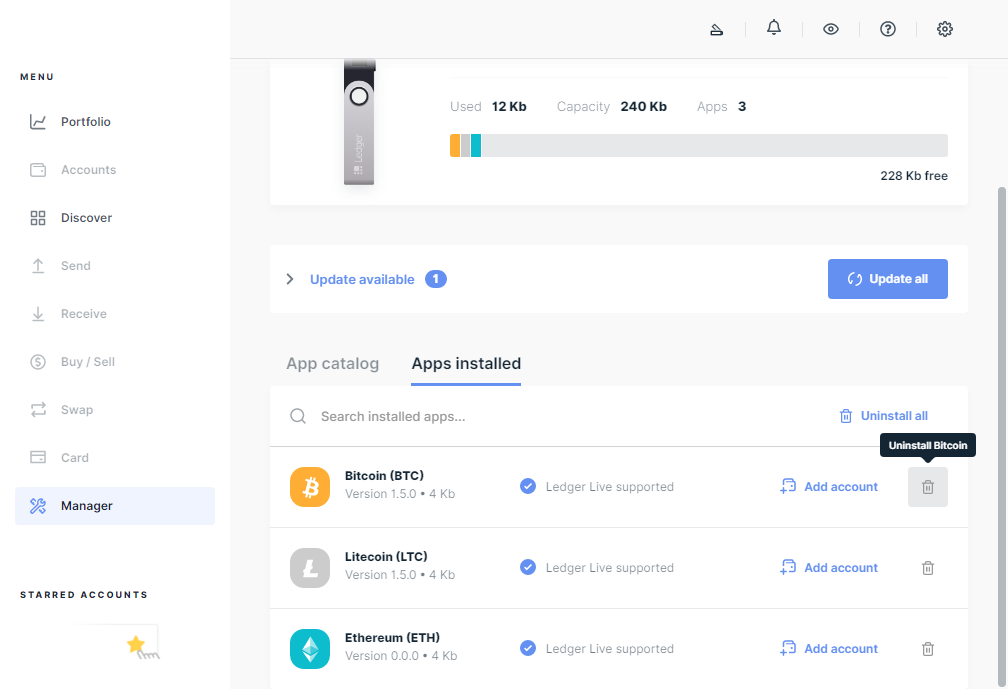 MENU
Portfolio
Accounts
Discover
Send
Receive
Buy / Sell
Swap
Card
Manager
STARRED ACCOUNTS
Ledger
Used 12 Kb Capacity 240 Kb Apps 3
228 Kb free
Update available 1
Update all
App catalog Apps installed
Search installed apps...
Uninstall all
Uninstall Bitcoin
Bitcoin (BTC)
Version 1.5.0 • 4 Kb
Ledger Live supported
Add account
Litecoin (LTC)
Version 1.5.0 • 4 Kb
Ledger Live supported
Add account
Ethereum (ETH)
Version 0.0.0 • 4 Kb
Ledger Live supported
Add account